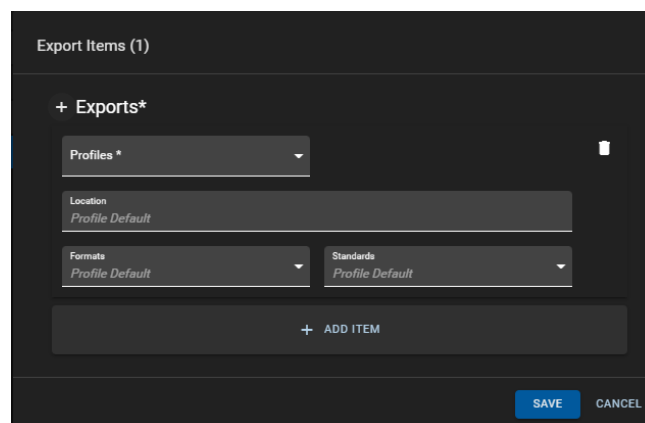 Export Items (1)
+ Exports*
Profiles *
Location
Profile Default
Formats
Standards
Profile Default
Profile Default
+ ADD ITEM
SAVE
CANCEL